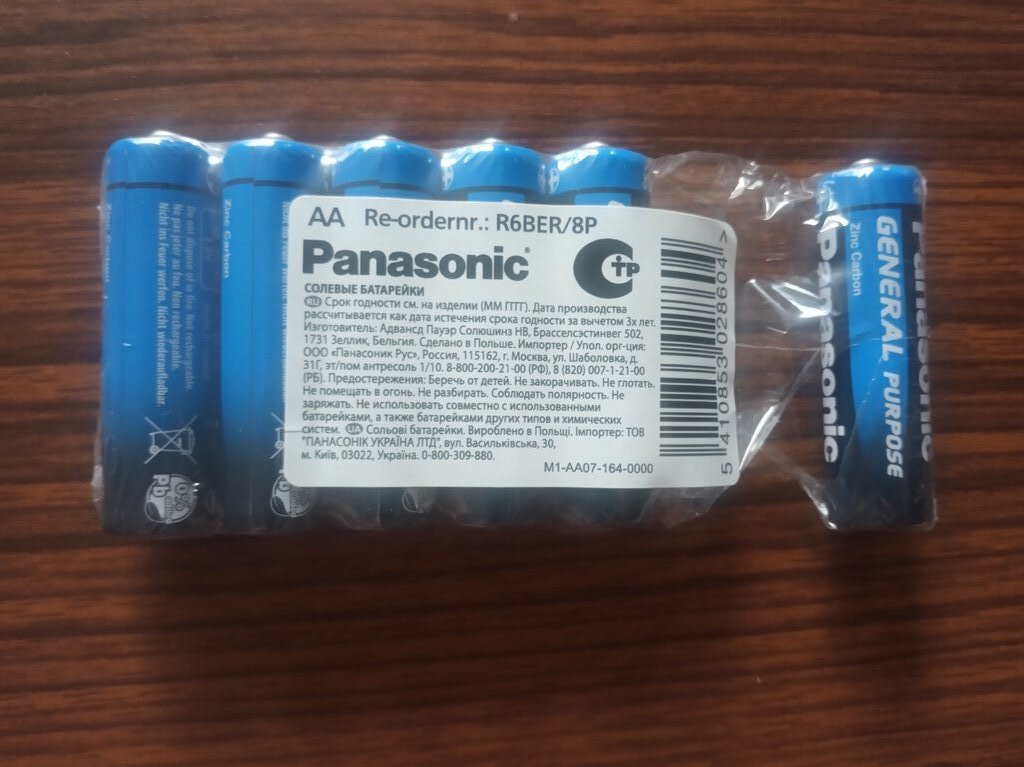 AA Re-ordernr.: R6BER/8P
Panasonic
СТР
СОЛЕВЫЕ БАТАРЕЙКИ
RU Срок годности см. на изделии (ММ ГГГГ). Дата производства
рассчитывается как дата истечения срока годности за вычетом 3х лет.
Изготовитель: Адвансд Пауэр Солюшинз НВ, Брасселсэстинвег 502,
1731 Зеллик, Бельгия. Сделано в Польше. Импортер / Упол. орг-ция:
ООО «Панасоник Рус», Россия, 115162, г. Москва, ул. Шаболовка, д.
31Г, эт/пом антресоль 1/10. 8-800-200-21-00 (РФ), 8 (820) 007-1-21-00
(РБ). Предостережения: Беречь от детей. Не закорачивать. Не глотать.
Не помещать в огонь. Не разбирать. Соблюдать полярность. Не
заряжать. Не использовать совместно с использованными
батарейками, а также батарейками других типов и химических
систем. UA Сольові батарейки. Вироблено в Польщі. Імпортер: ТОВ
"ПАНАСОНІК УКРАЇНА ЛТД", вул. Васильківська, 30,
м. Київ, 03022, Україна. 0-800-309-880.
M1-AA07-164-0000
5 410853 028604 >
Do not dispose of in fire. Not rechargeable.
Ne pas jeter au feu. Non rechargeable.
Nicht ins Feuer werfen. Nicht wiederaufladbar.
Pb
0%
Zinc Carbon
Panasonic
Zinc Carbon
GENERAL PURPOSE
Panasonic